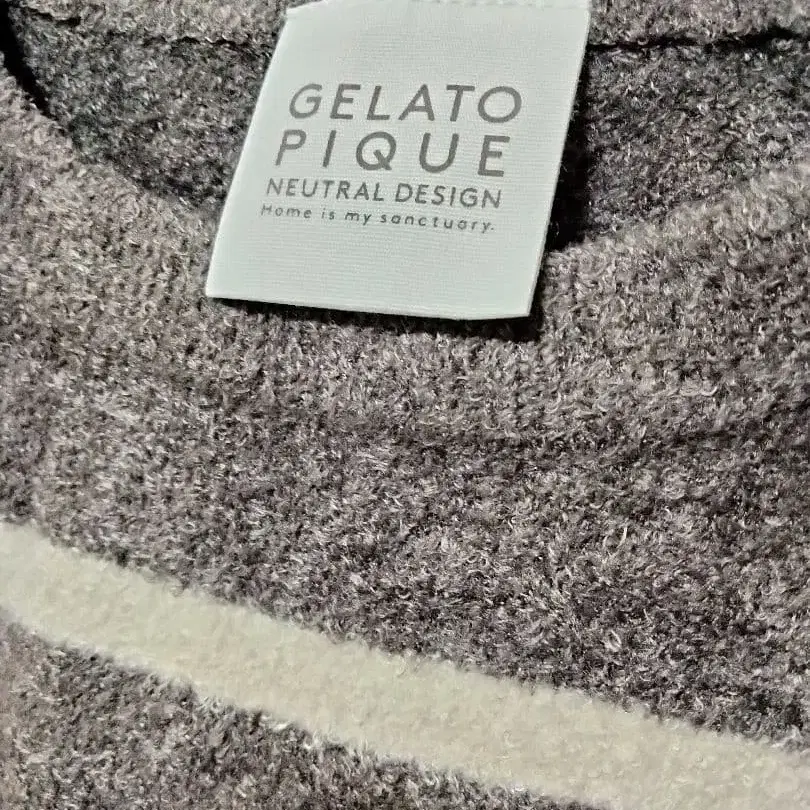 GELATO
PIQUE
NEUTRAL DESIGN
Home is my sanctuary.